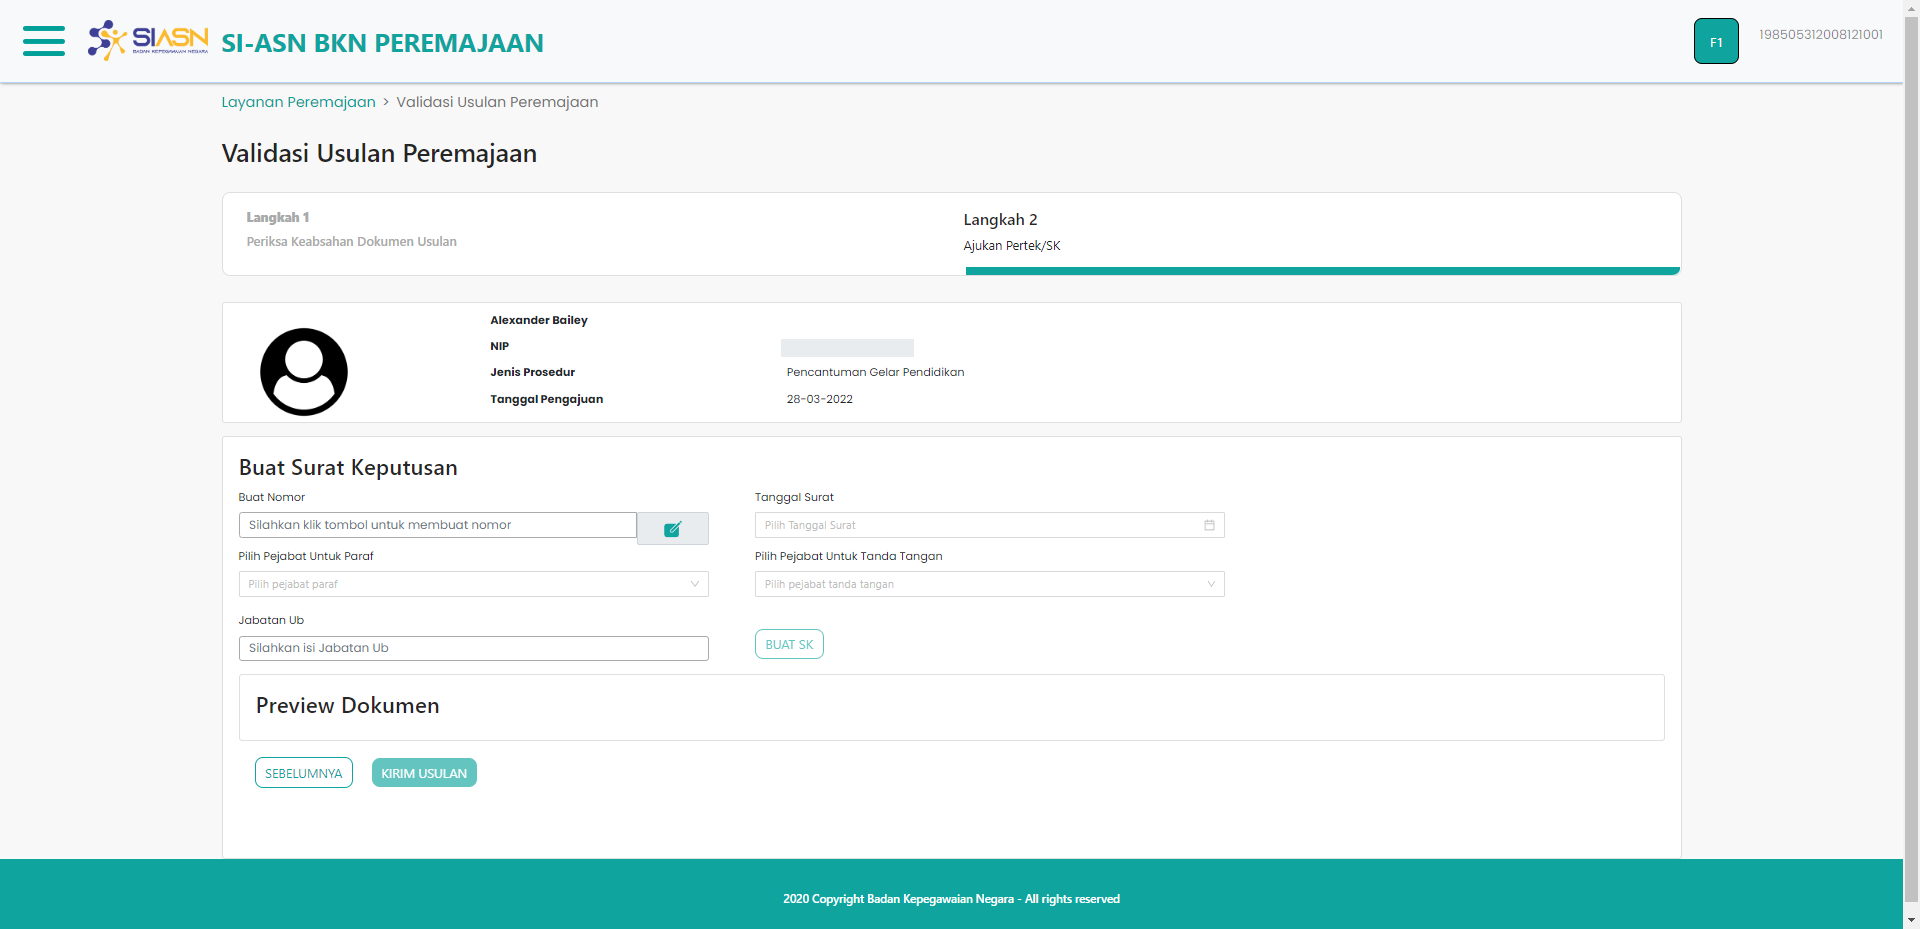 SIASN
BADAN KEPEGAWAIAN NEGARA
SI-ASN BKN PEREMAJAAN
F1
198505312008121001
Layanan Peremajaan > Validasi Usulan Peremajaan
Validasi Usulan Peremajaan
Langkah 1
Periksa Keabsahan Dokumen Usulan
Langkah 2
Ajukan Pertek/SK
Alexander Bailey
NIP
Jenis Prosedur Pencantuman Gelar Pendidikan
Tanggal Pengajuan 28-03-2022
Buat Surat Keputusan
Buat Nomor
Silahkan klik tombol untuk membuat nomor
Tanggal Surat
Pilih Tanggal Surat
Pilih Pejabat Untuk Paraf
Pilih pejabat paraf
Pilih Pejabat Untuk Tanda Tangan
Pilih pejabat tanda tangan
Jabatan Ub
Silahkan isi Jabatan Ub
BUAT SK
Preview Dokumen
SEBELUMNYA
KIRIM USULAN
2020 Copyright Badan Kepegawaian Negara - All rights reserved